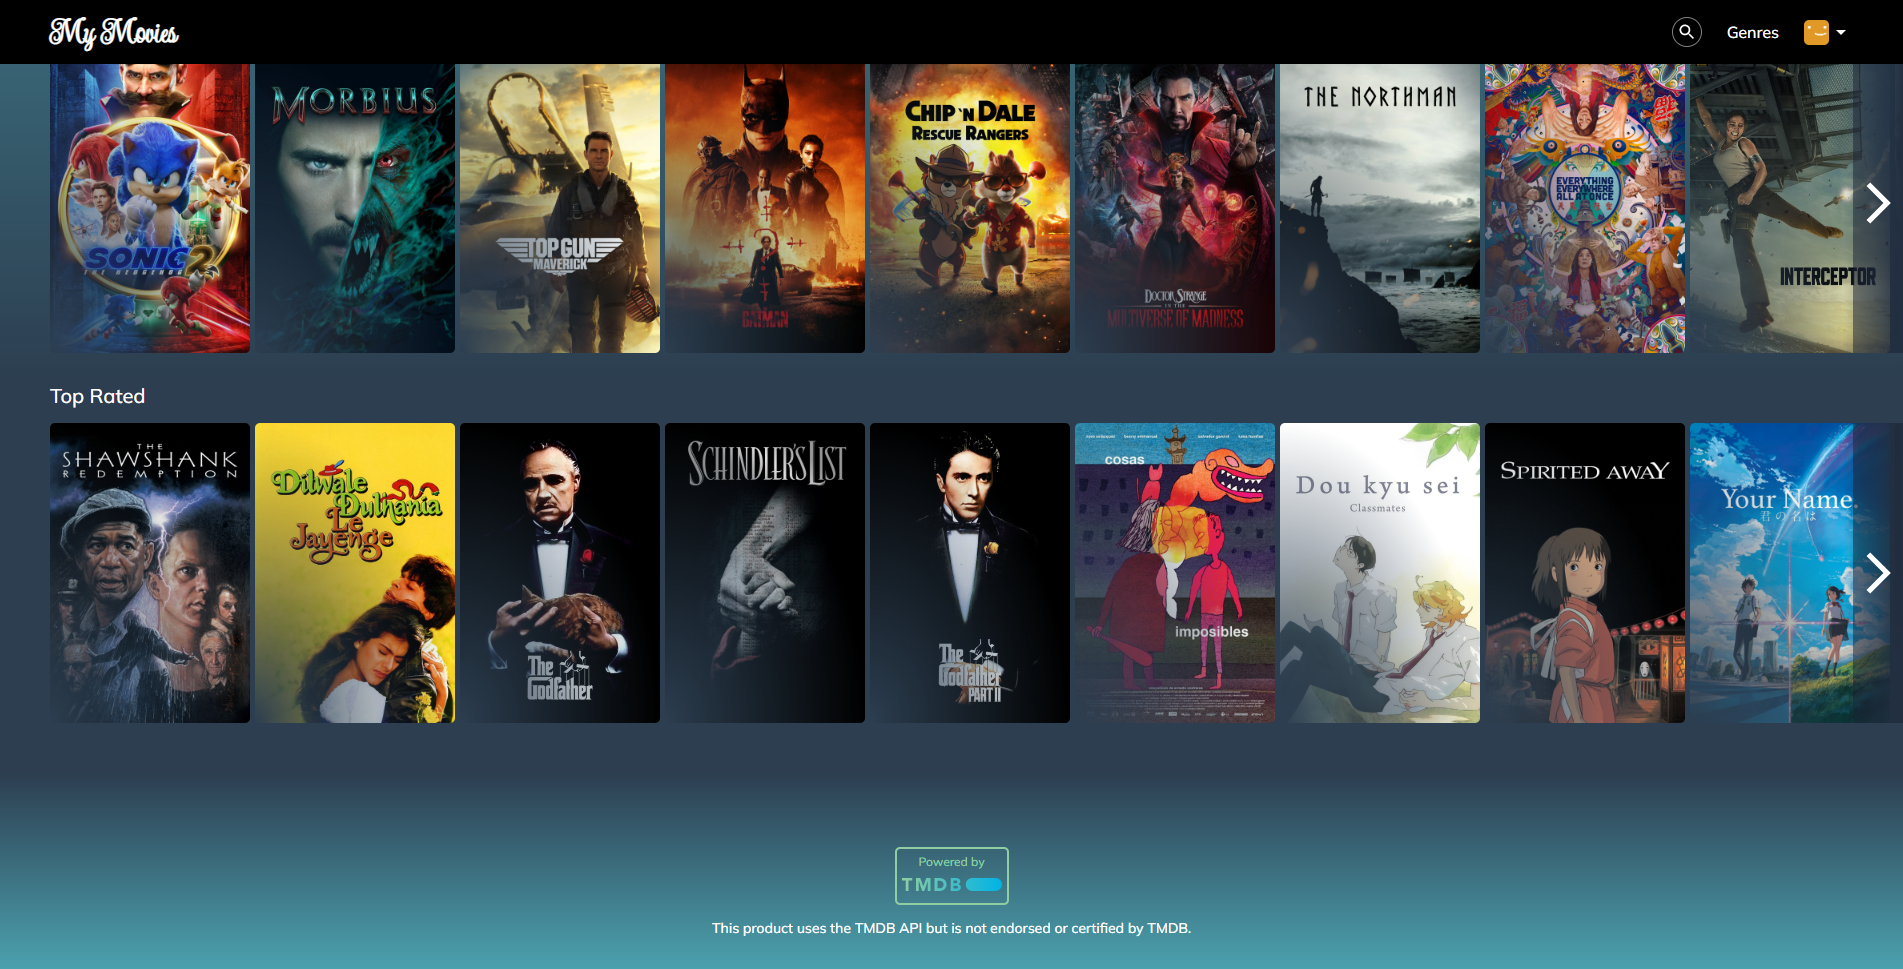 My Movies
Genres
SONIC
THE HEDGEHOG
2
MORBIUS
TOP GUN
MAVERICK
THE
BATMAN
CHIP 'N DALE
RESCUE RANGERS
DOCTOR STRANGE
IN THE
MULTIVERSE OF MADNESS
THE NORTHMAN
EVERYTHING
EVERYWHERE
ALL AT ONCE
INTERCEPTOR
Top Rated
THE
SHAWSHANK
REDEMPTION
Dilwale
Dulhania
Le
Jayenge
The
Godfather
SCHINDLER'S LIST
The
Godfather
PART II
cosas
imposibles
Dou kyu sei
Classmates
SPIRITED AWAY
Your Name.
君の名は
Powered by
TMDB
This product uses the TMDB API but is not endorsed or certified by TMDB.